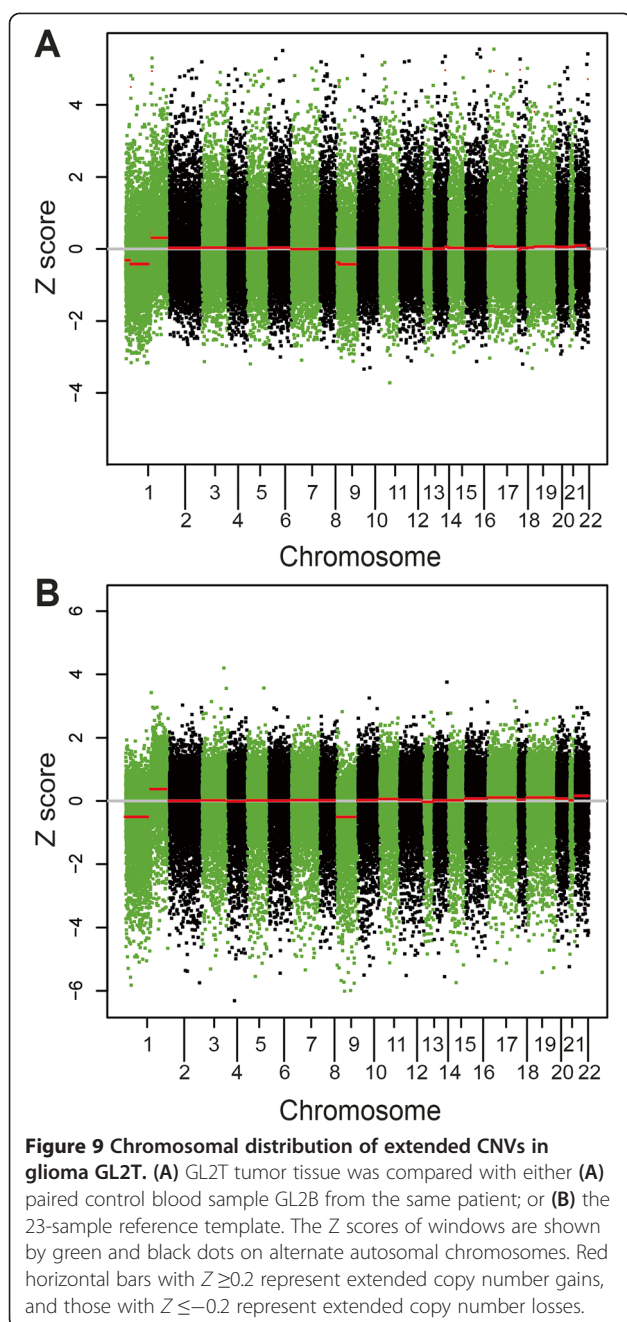 A
Z score
4
2
0
−2
−4
1 3 5 7 9 11 13 15 17 19 21
2 4 6 8 10 12 14 16 18 20 22
Chromosome
B
Z score
6
4
2
0
−2
−4
−6
1 3 5 7 9 11 13 15 17 19 21
2 4 6 8 10 12 14 16 18 20 22
Chromosome
Figure 9 Chromosomal distribution of extended CNVs in
glioma GL2T. (A) GL2T tumor tissue was compared with either (A)
paired control blood sample GL2B from the same patient; or (B) the
23-sample reference template. The Z scores of windows are shown
by green and black dots on alternate autosomal chromosomes. Red
horizontal bars with Z ≥0.2 represent extended copy number gains,
and those with Z ≤−0.2 represent extended copy number losses.